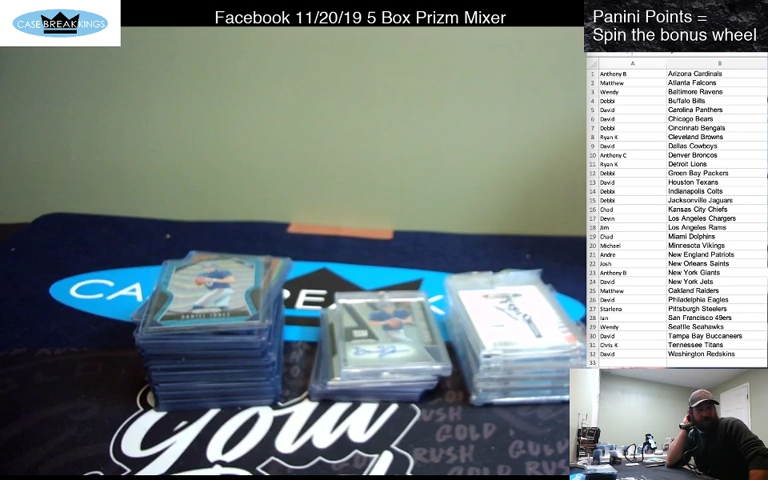 CASE BREAK KINGS
Facebook 11/20/19 5 Box Prizm Mixer
Panini Points =
Spin the bonus wheel
A B
1 Anthony B Arizona Cardinals
2 Matthew Atlanta Falcons
3 Wendy Baltimore Ravens
4 Debbi Buffalo Bills
5 David Carolina Panthers
6 David Chicago Bears
7 Debbi Cincinnati Bengals
8 Ryan K Cleveland Browns
9 David Dallas Cowboys
10 Anthony C Denver Broncos
11 Ryan K Detroit Lions
12 Debbi Green Bay Packers
13 David Houston Texans
14 Debbi Indianapolis Colts
15 Debbi Jacksonville Jaguars
16 Chad Kansas City Chiefs
17 Devin Los Angeles Chargers
18 Jim Los Angeles Rams
19 Chad Miami Dolphins
20 Michael Minnesota Vikings
21 Andre New England Patriots
22 Josh New Orleans Saints
23 Anthony B New York Giants
24 David New York Jets
25 Matthew Oakland Raiders
26 David Philadelphia Eagles
27 Pittsburgh Steelers
28 Ian San Francisco 49ers
29 Wendy Seattle Seahawks
30 David Tampa Bay Buccaneers
31 Chris K Tennessee Titans
32 David Washington Redskins
33
DANIEL JONES
CA BREAK
Gold
RUSH
GOLD
GOLD RUSH